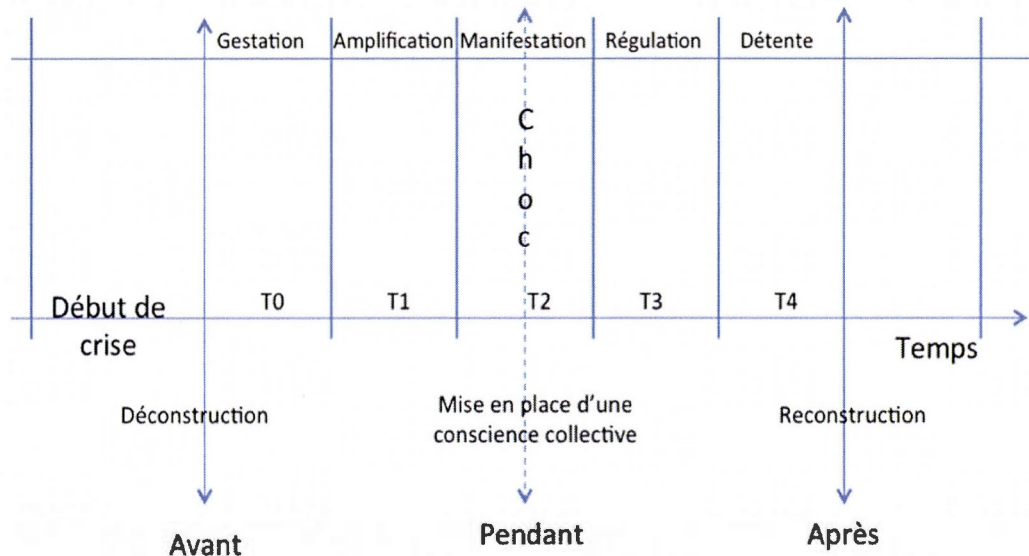 Gestation Amplification Manifestation Régulation Détente
C
h
o
c
T0 T1 T2 T3 T4
Début de
crise
Temps
Déconstruction
Mise en place d'une
conscience collective
Reconstruction
Avant
Pendant
Après